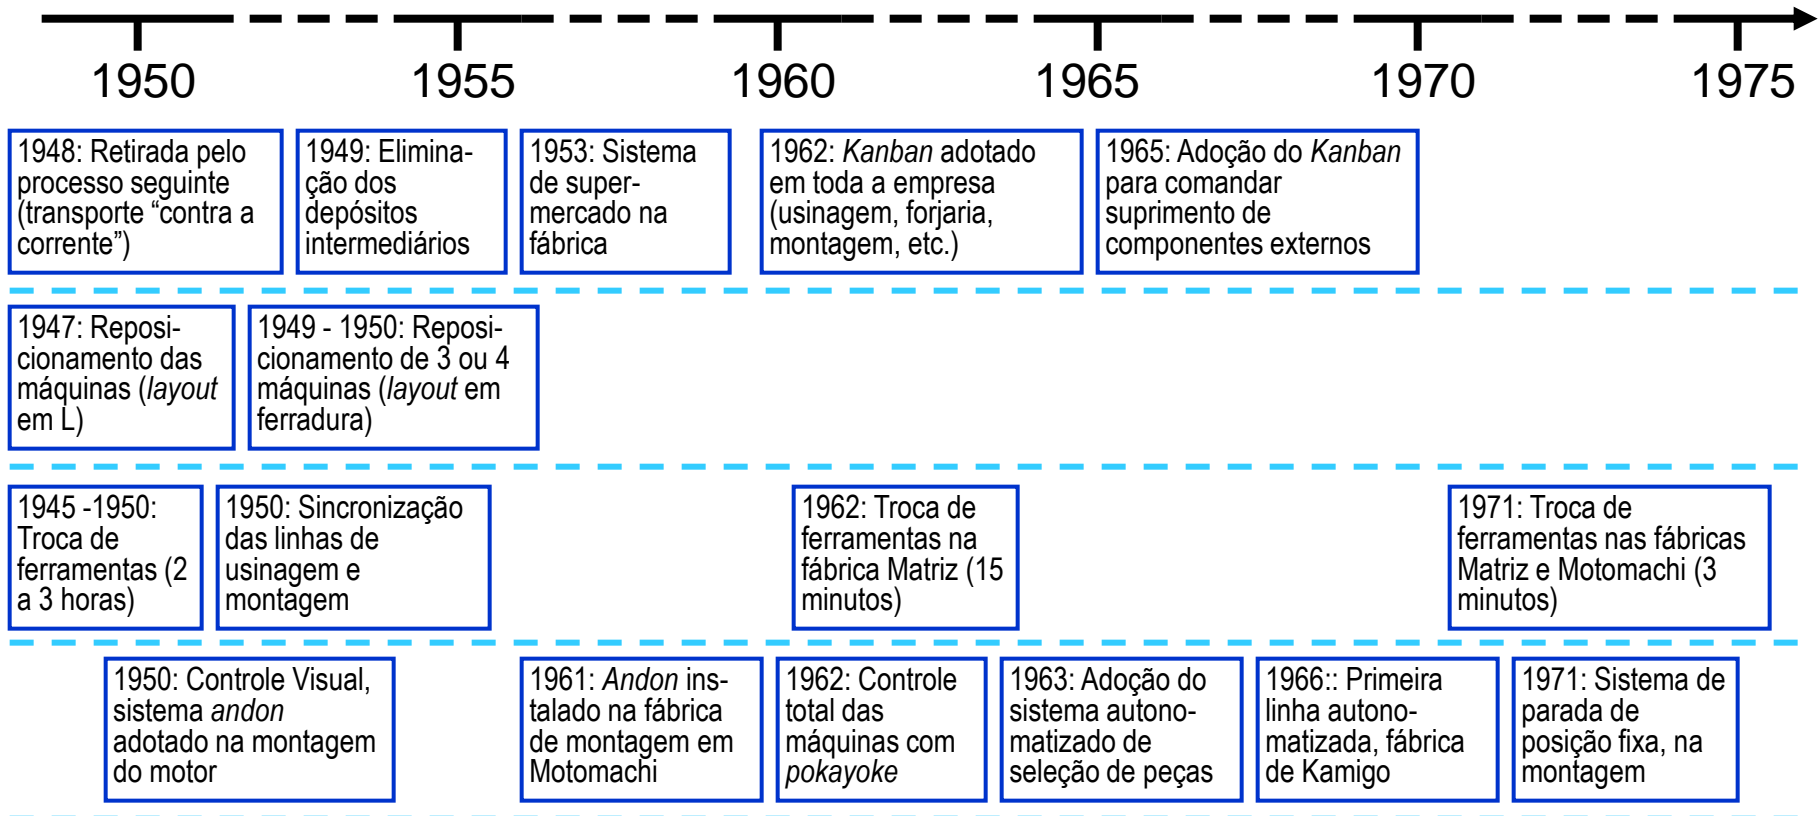 1950 1955 1960 1965 1970 1975
1948: Retirada pelo
processo seguinte
(transporte “contra a
corrente”)
1949: Elimina-
ção dos
depósitos
intermediários
1953: Sistema
de super-
mercado na
fábrica
1962: Kanban adotado
em toda a empresa
(usinagem, forjaria,
montagem, etc.)
1965: Adoção do Kanban
para comandar
suprimento de
componentes externos
1947: Reposi-
cionamento das
máquinas (layout
em L)
1949 - 1950: Reposi-
cionamento de 3 ou 4
máquinas (layout em
ferradura)
1945 -1950:
Troca de
ferramentas (2
a 3 horas)
1950: Sincronização
das linhas de
usinagem e
montagem
1962: Troca de
ferramentas na
fábrica Matriz (15
minutos)
1971: Troca de
ferramentas nas fábricas
Matriz e Motomachi (3
minutos)
1950: Controle Visual,
sistema andon
adotado na montagem
do motor
1961: Andon ins-
talado na fábrica
de montagem em
Motomachi
1962: Controle
total das
máquinas com
pokayoke
1963: Adoção do
sistema autono-
matizado de
seleção de peças
1966:: Primeira
linha autono-
matizada, fábrica
de Kamigo
1971: Sistema de
parada de
posição fixa, na
montagem